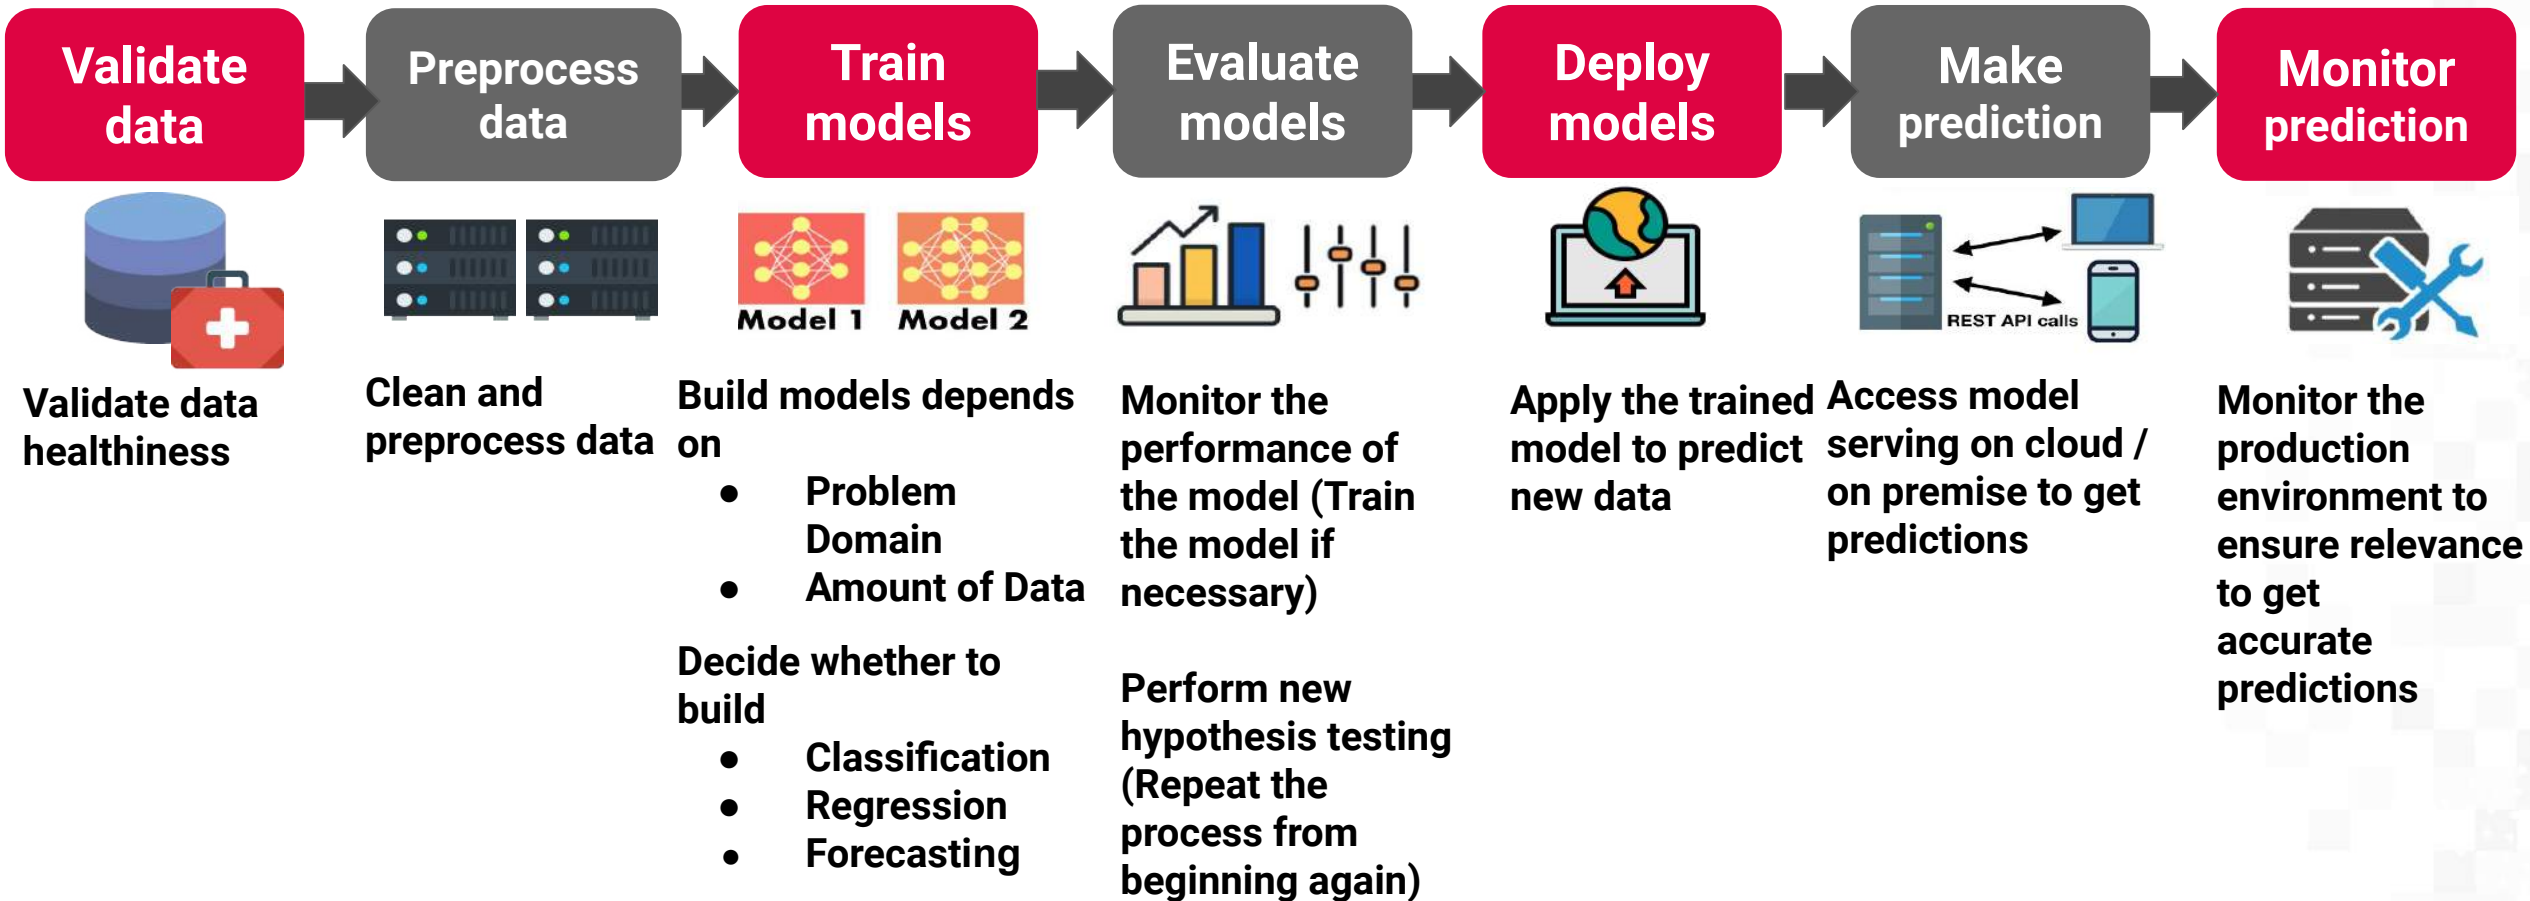 Validate
data
Preprocess
data
Train
models
Evaluate
models
Deploy
models
Make
prediction
Monitor
prediction
Model 1
Model 2
REST API calls
Validate data
healthiness
Clean and
preprocess data
Build models depends
on
● Problem
Domain
● Amount of Data
Decide whether to
build
● Classification
● Regression
● Forecasting
Monitor the
performance of
the model (Train
the model if
necessary)
Perform new
hypothesis testing
(Repeat the
process from
beginning again)
Apply the trained
model to predict
new data
Access model
serving on cloud /
on premise to get
predictions
Monitor the
production
environment to
ensure relevance
to get
accurate
predictions